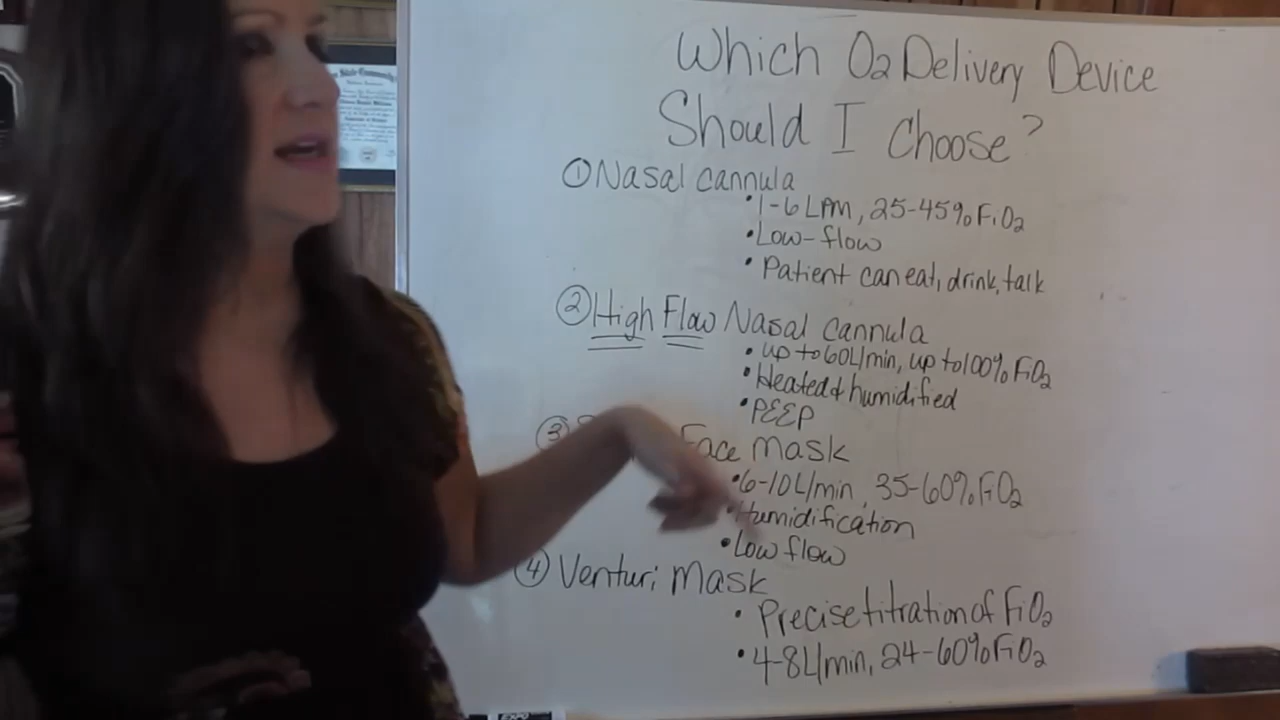 Which O2 Delivery Device
Should I Choose?
① Nasal cannula
• 1-6 LPM, 25-45% FiO2
• Low-flow
• Patient can eat, drink, talk
② High Flow Nasal cannula
• up to 60L/min, up to 100% FiO2
• Heated & humidified
• PEEP
③ Face Mask
• 6-10L/min, 35-60% FiO2
• Humidification
• Low flow
④ Venturi Mask
• Precise titration of FiO2
• 4-8L/min, 24-60% FiO2
EXPO